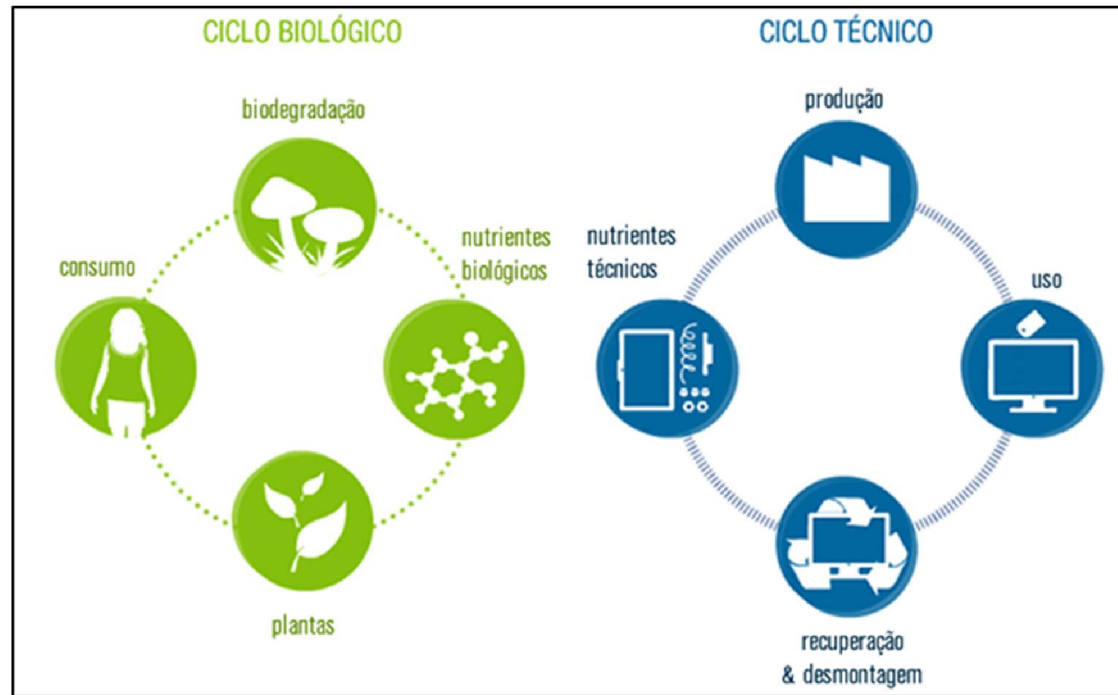 CICLO BIOLÓGICO
biodegradação
consumo
nutrientes
biológicos
plantas
CICLO TÉCNICO
produção
nutrientes
técnicos
uso
recuperação
& desmontagem